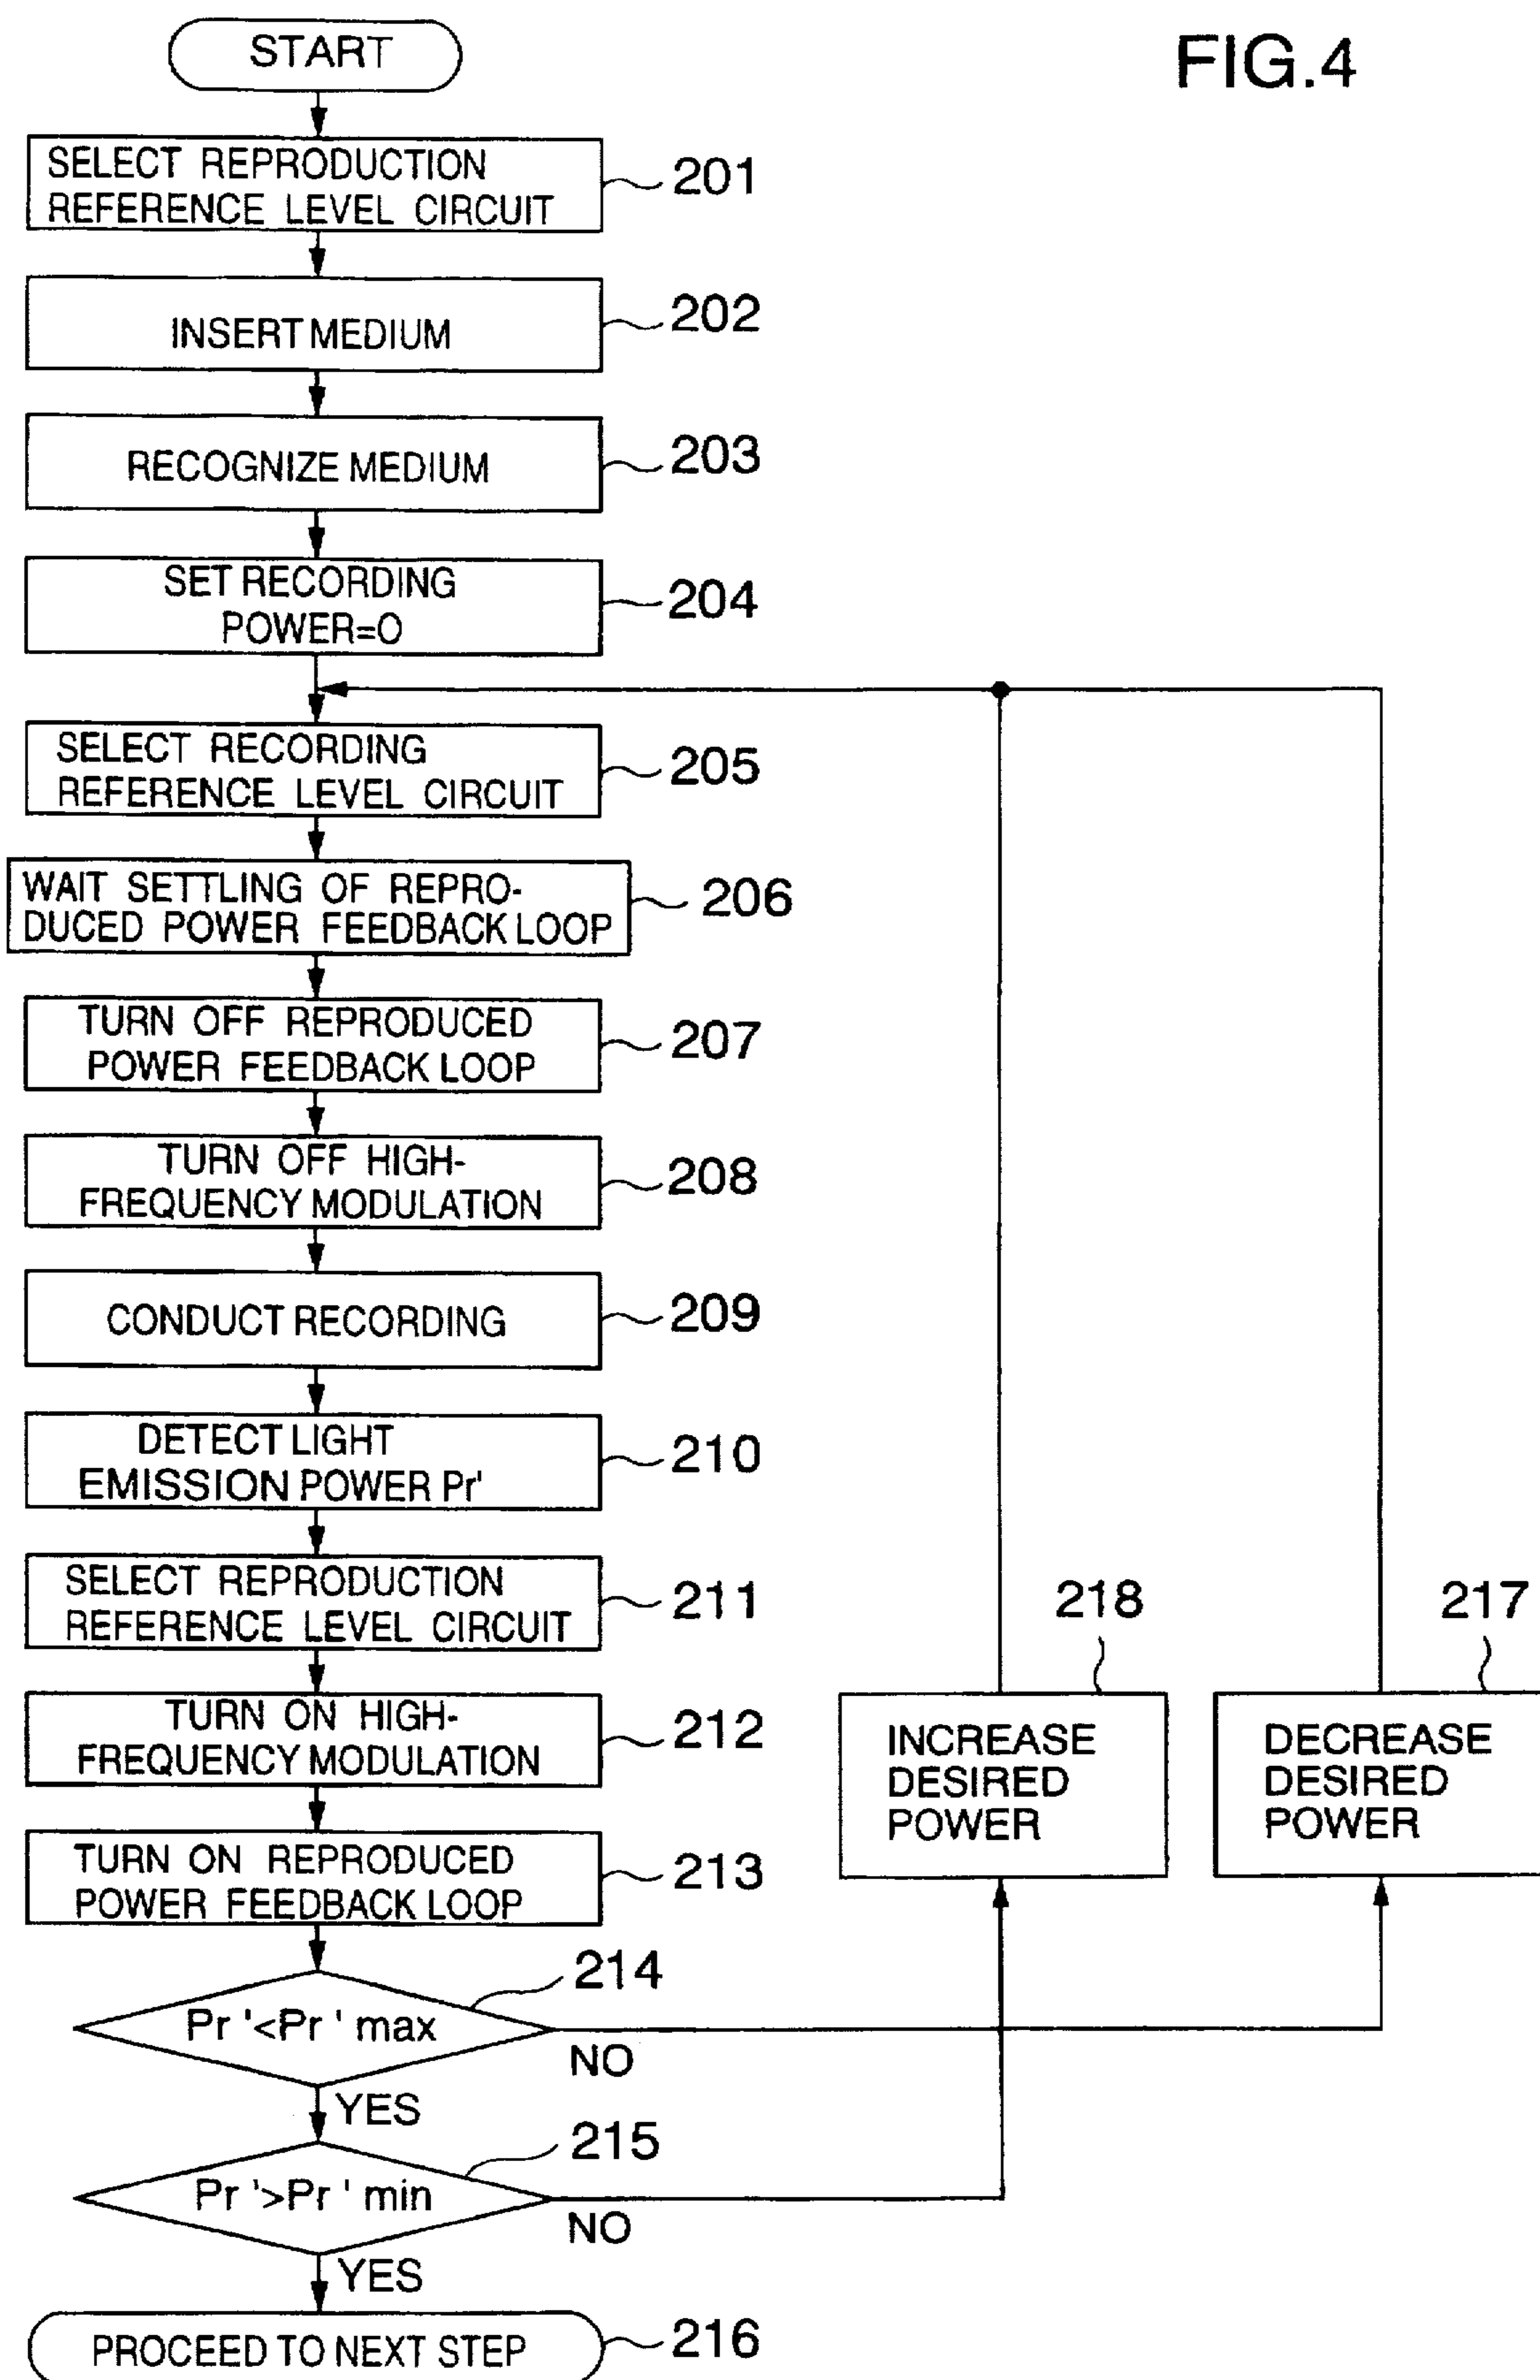 FIG.4
START
SELECT REPRODUCTION
REFERENCE LEVEL CIRCUIT
201
INSERT MEDIUM
202
RECOGNIZE MEDIUM
203
SET RECORDING
POWER=O
204
SELECT RECORDING
REFERENCE LEVEL CIRCUIT
205
WAIT SETTLING OF REPRO-
DUCED POWER FEEDBACK LOOP
206
TURN OFF REPRODUCED
POWER FEEDBACK LOOP
207
TURN OFF HIGH-
FREQUENCY MODULATION
208
CONDUCT RECORDING
209
DETECT LIGHT
EMISSION POWER Pr'
210
SELECT REPRODUCTION
REFERENCE LEVEL CIRCUIT
211
TURN ON HIGH-
FREQUENCY MODULATION
212
TURN ON REPRODUCED
POWER FEEDBACK LOOP
213
218
INCREASE
DESIRED
POWER
217
DECREASE
DESIRED
POWER
214
Pr '<Pr ' max
NO
YES
215
Pr '>Pr ' min
NO
YES
PROCEED TO NEXT STEP
216